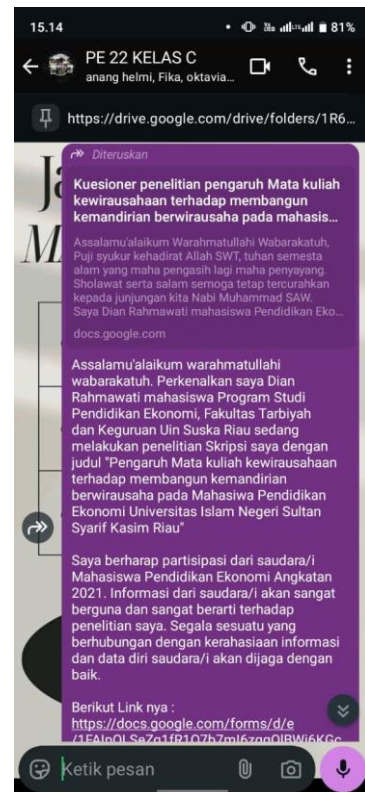 15.14
81%
PE 22 KELAS C
anang helmi, Fika, oktavia...
https://drive.google.com/drive/folders/1R6...
Diteruskan
Kuesioner penelitian pengaruh Mata kuliah
kewirausahaan terhadap membangun
kemandirian berwirausaha pada mahasis...
Assalamu'alaikum Warahmatullahi Wabarakatuh,
Puji syukur kehadirat Allah SWT, tuhan semesta
alam yang maha pengasih lagi maha penyayang.
Sholawat serta salam semoga tetap tercurahkan
kepada junjungan kita Nabi Muhammad SAW.
Saya Dian Rahmawati mahasiswa Pendidikan Eko...
docs.google.com
Assalamu'alaikum warahmatullahi
wabarakatuh. Perkenalkan saya Dian
Rahmawati mahasiswa Program Studi
Pendidikan Ekonomi, Fakultas Tarbiyah
dan Keguruan Uin Suska Riau sedang
melakukan penelitian Skripsi saya dengan
judul "Pengaruh Mata kuliah kewirausahaan
terhadap membangun kemandirian
berwirausaha pada Mahasiwa Pendidikan
Ekonomi Universitas Islam Negeri Sultan
Syarif Kasim Riau"
Saya berharap partisipasi dari saudara/i
Mahasiswa Pendidikan Ekonomi Angkatan
2021. Informasi dari saudara/i akan sangat
berguna dan sangat berarti terhadap
penelitian saya. Segala sesuatu yang
berhubungan dengan kerahasiaan informasi
dan data diri saudara/i akan dijaga dengan
baik.
Berikut Link nya :
https://docs.google.com/forms/d/e
Ketik pesan